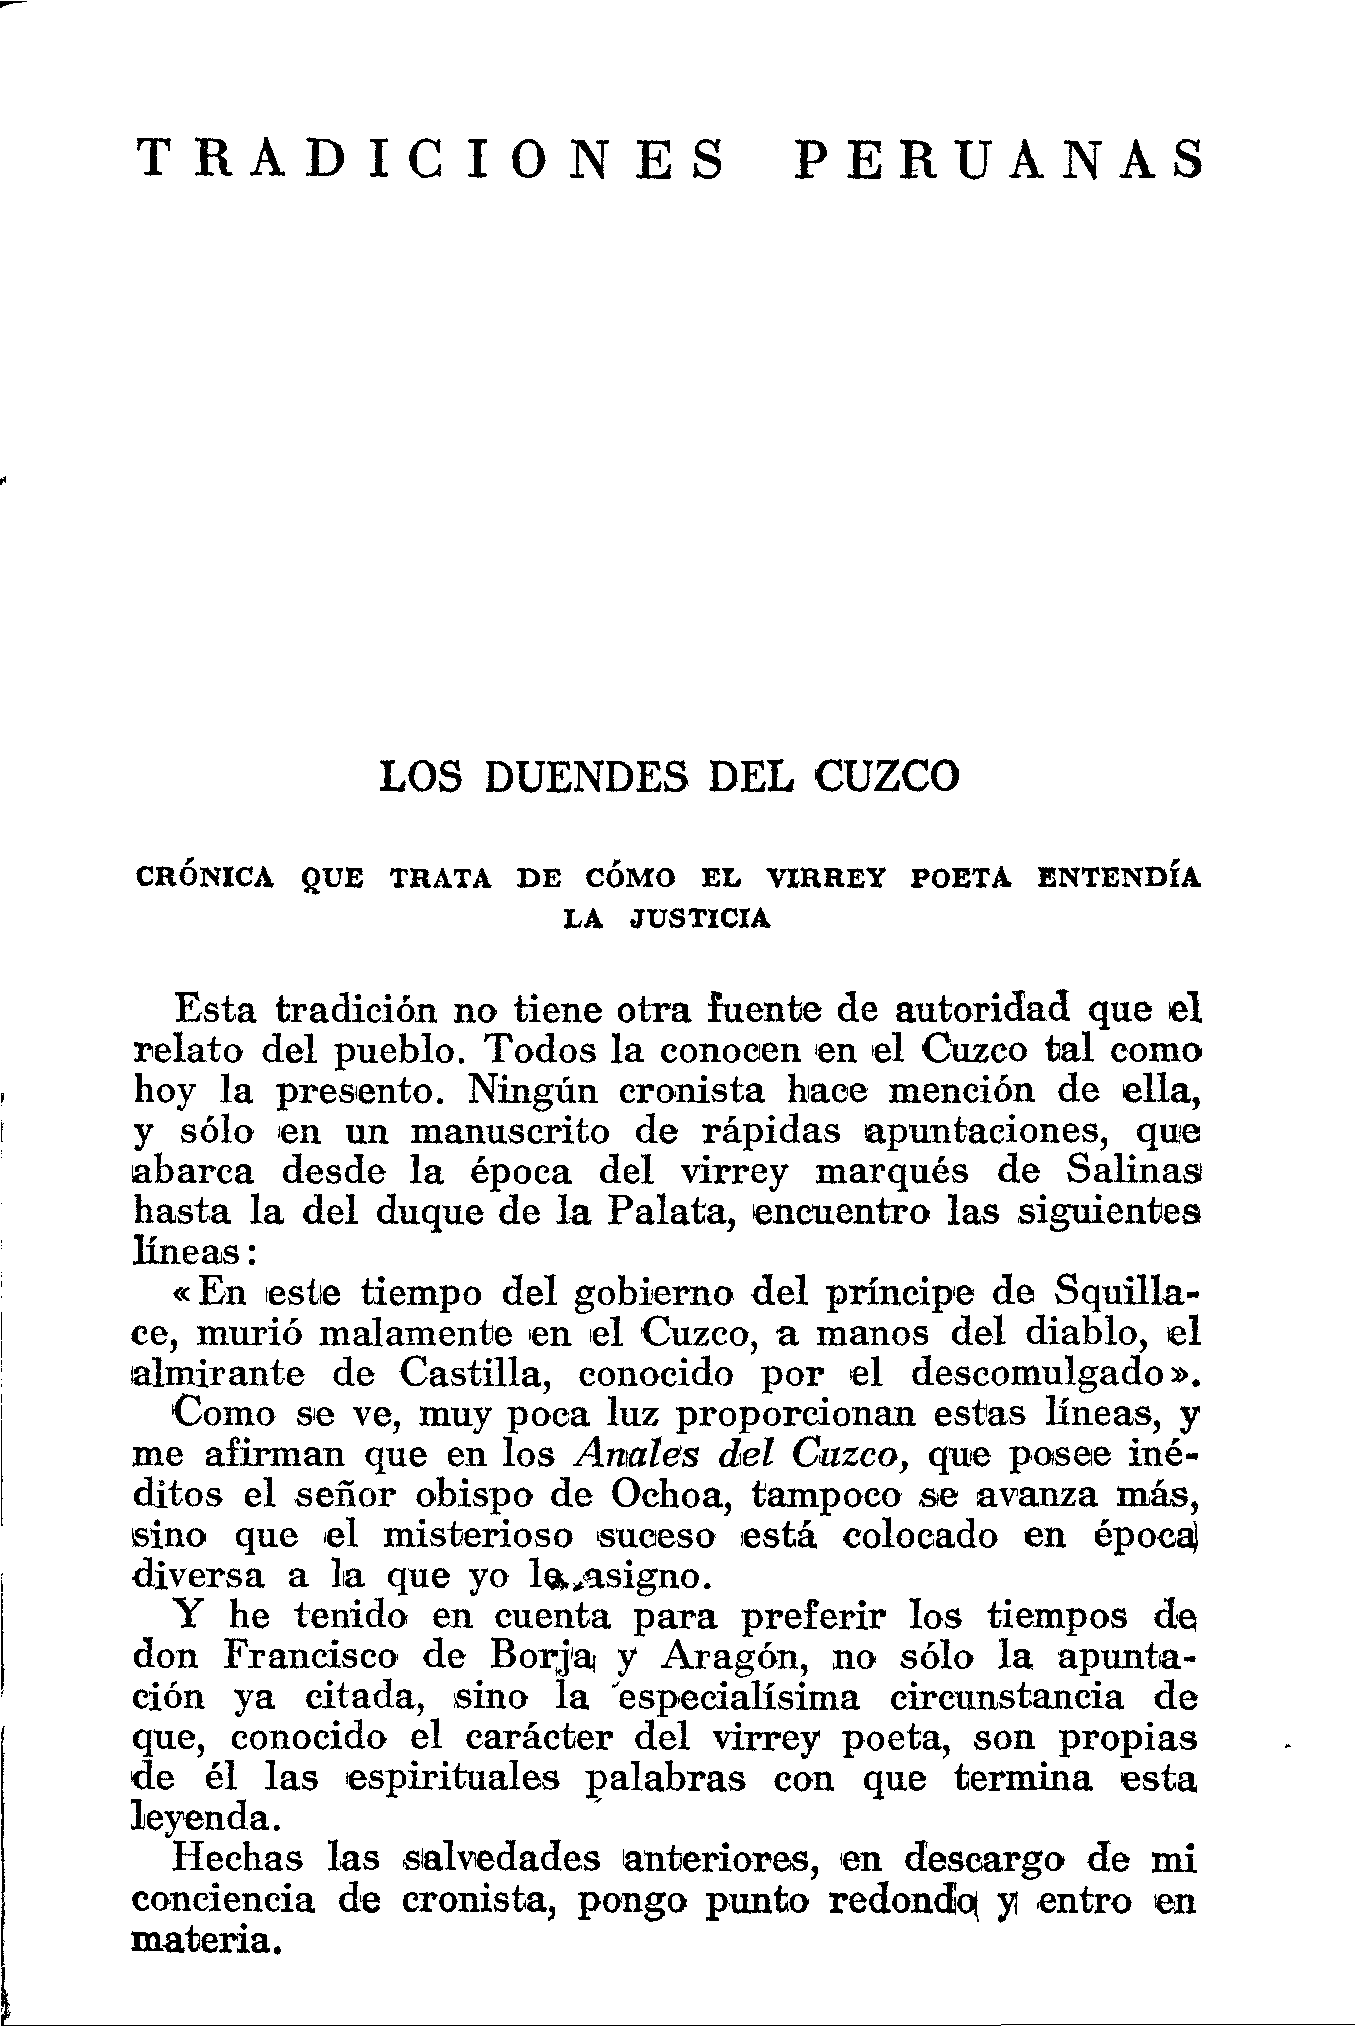 TRADICIONES PERUANAS
LOS DUENDES DEL CUZCO
CRÓNICA QUE TRATA DE CÓMO EL VIRREY POETA ENTENDÍA
LA JUSTICIA
Esta tradición no tiene otra fuente de autoridad que el
relato del pueblo. Todos la conocen en el Cuzco tal como
hoy la presento. Ningún cronista hace mención de ella,
y sólo en un manuscrito de rápidas apuntaciones, que
abarca desde la época del virrey marqués de Salinas
hasta la del duque de la Palata, encuentro las siguientes
líneas:
«En este tiempo del gobierno del príncipe de Squilla-
ce, murió malamente en el Cuzco, a manos del diablo, el
almirante de Castilla, conocido por el descomulgado».
Como se ve, muy poca luz proporcionan estas líneas, y
me afirman que en los Anales del Cuzco, que posee iné-
ditos el señor obispo de Ochoa, tampoco se avanza más,
sino que el misterioso suceso está colocado en época
diversa a la que yo le asigno.
Y he tenido en cuenta para preferir los tiempos de
don Francisco de Borja y Aragón, no sólo la apunta-
ción ya citada, sino la especialísima circunstancia de
que, conocido el carácter del virrey poeta, son propias
de él las espirituales palabras con que termina esta
leyenda.
Hechas las salvedades anteriores, en descargo de mi
conciencia de cronista, pongo punto redondo y entro en
materia.